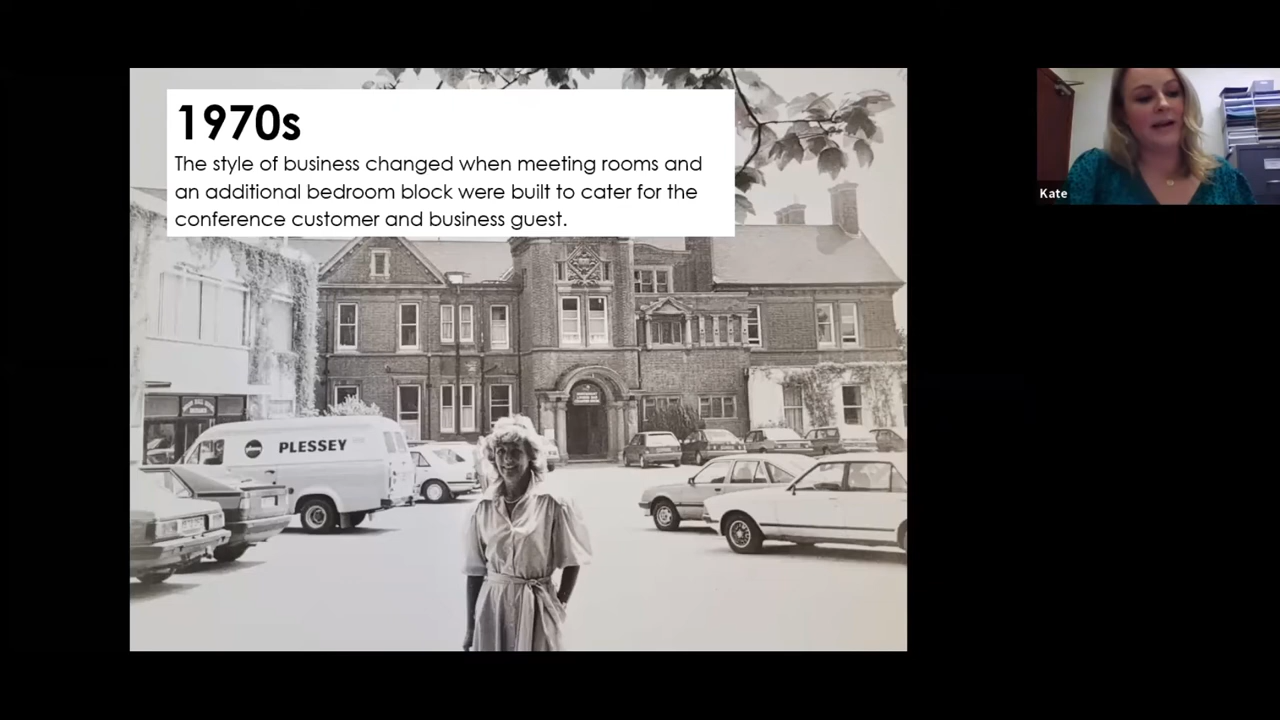 1970s
The style of business changed when meeting rooms and
an additional bedroom block were built to cater for the
conference customer and business guest.
PLESSEY
Kate